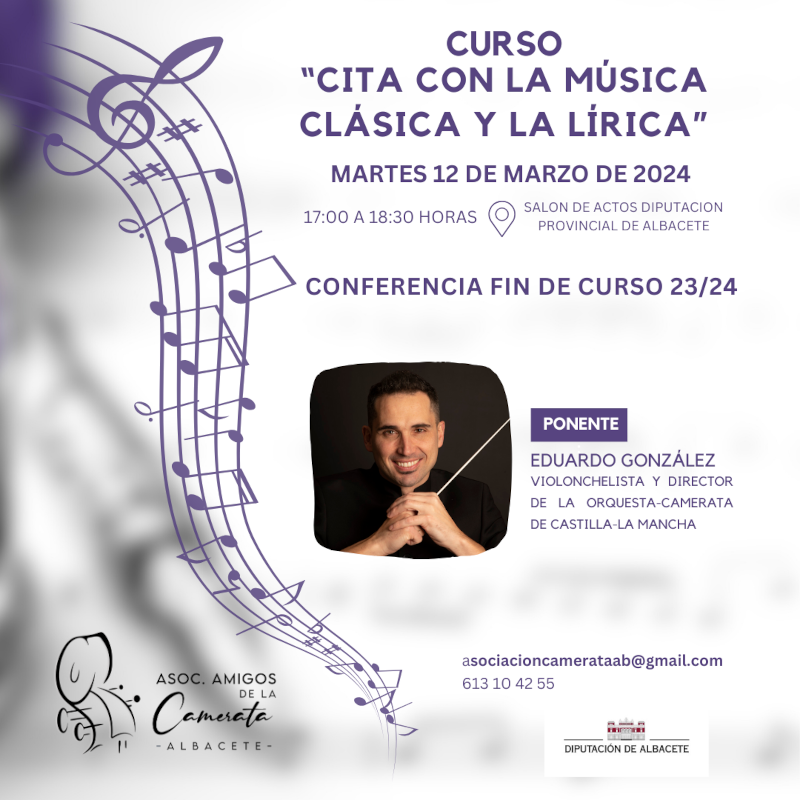 CURSO
“CITA CON LA MÚSICA
CLÁSICA Y LA LÍRICA”
MARTES 12 DE MARZO DE 2024
17:00 A 18:30 HORAS
SALON DE ACTOS DIPUTACION
PROVINCIAL DE ALBACETE
CONFERENCIA FIN DE CURSO 23/24
PONENTE
EDUARDO GONZÁLEZ
VIOLONCHELISTA Y DIRECTOR
DE LA ORQUESTA-CAMERATA
DE CASTILLA-LA MANCHA
asociacioncamerataab@gmail.com
613 10 42 55
ASOC. AMIGOS
DE LA
Camerata
-ALBACETE-
DIPUTACIÓN DE ALBACETE